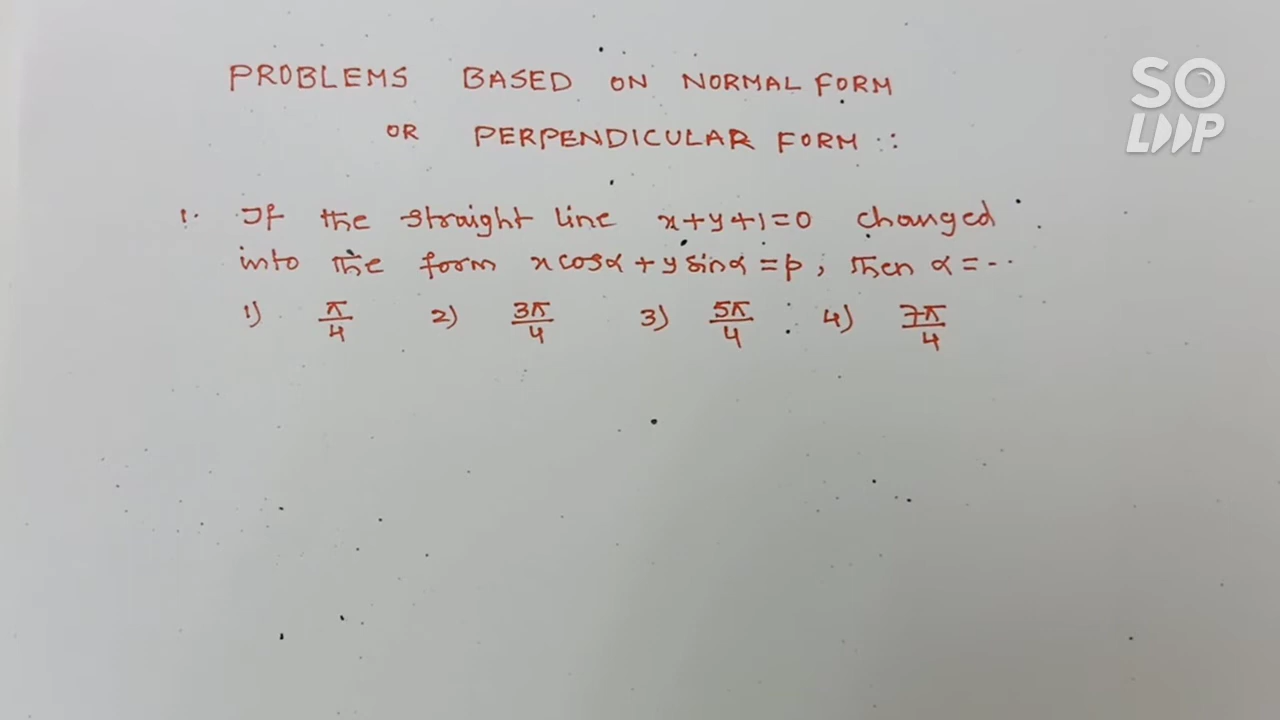 PROBLEMS BASED ON NORMAL FORM
OR PERPENDICULAR FORM ::
1. If the straight line x+y+1=0 changed
into the form x cosα + y sinα = p, then α = ---
1) π/4 2) 3π/4 3) 5π/4 4) 7π/4
SO
LOOP